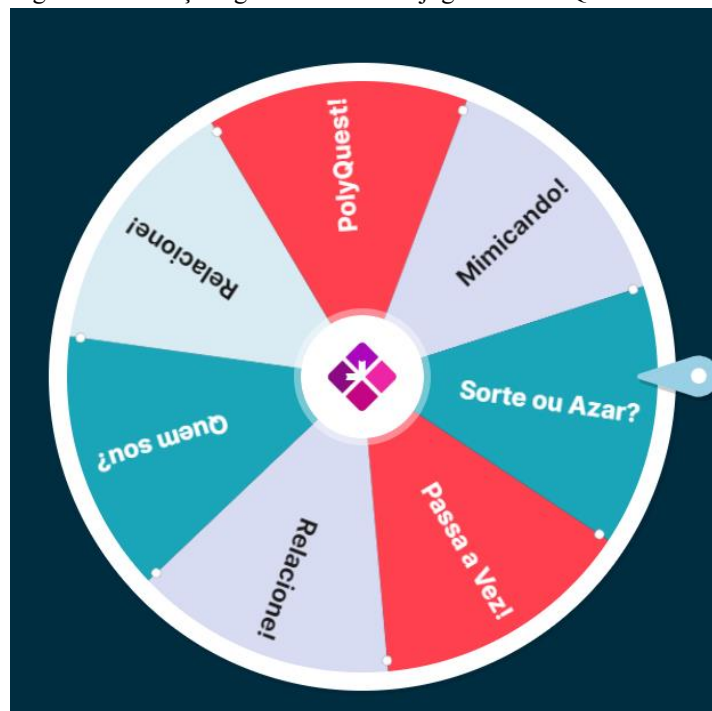 PolyQuest!
Mimicando!
Sorte ou Azar?
Passa a Vez!
Relacione!
Quem sou?
Relacione!